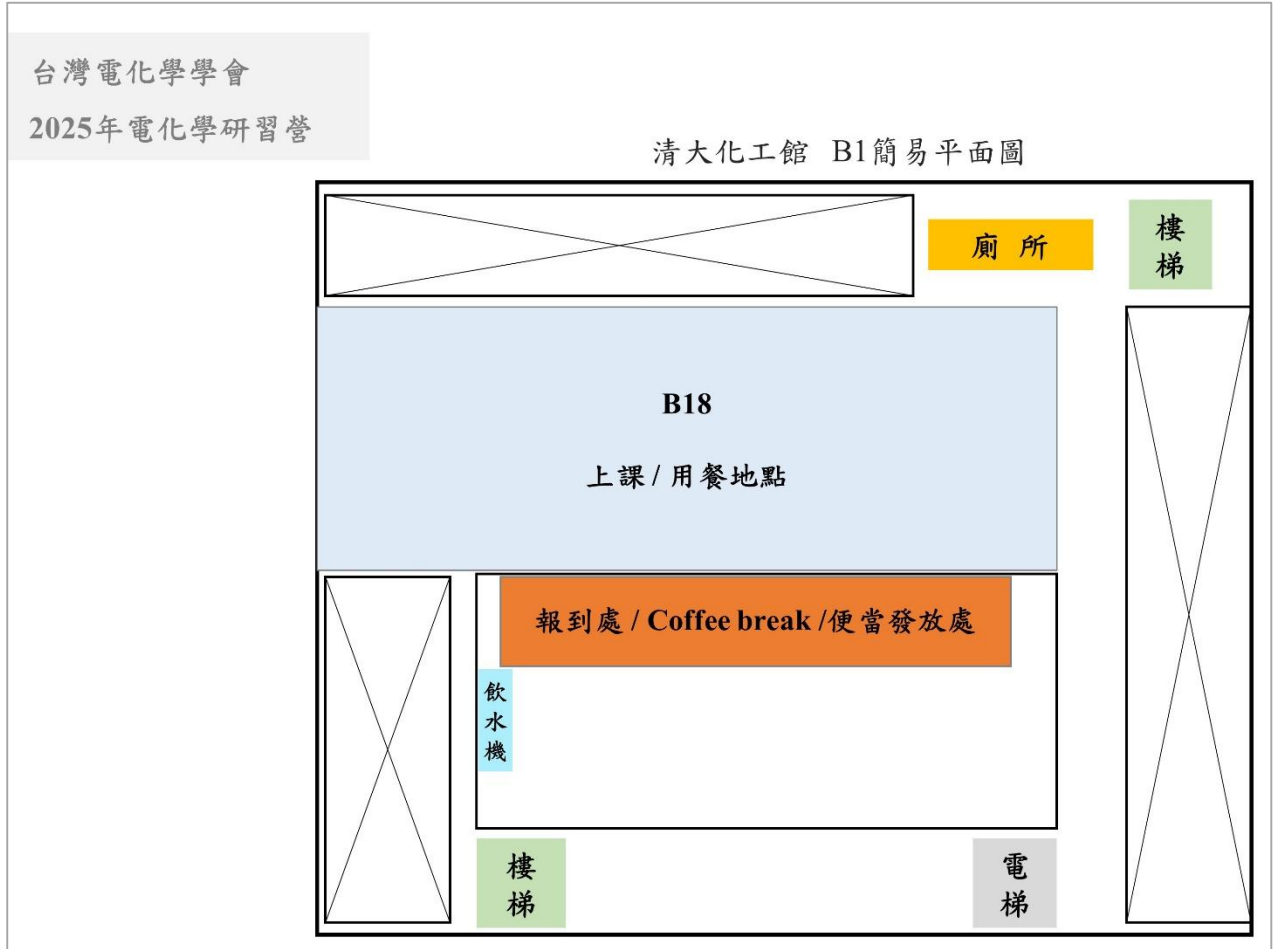 台灣電化學學會
2025年電化學研習營
清大化工館 B1簡易平面圖
廁所
樓梯
B18
上課 / 用餐地點
報到處 / Coffee break /便當發放處
飲水機
樓梯
電梯